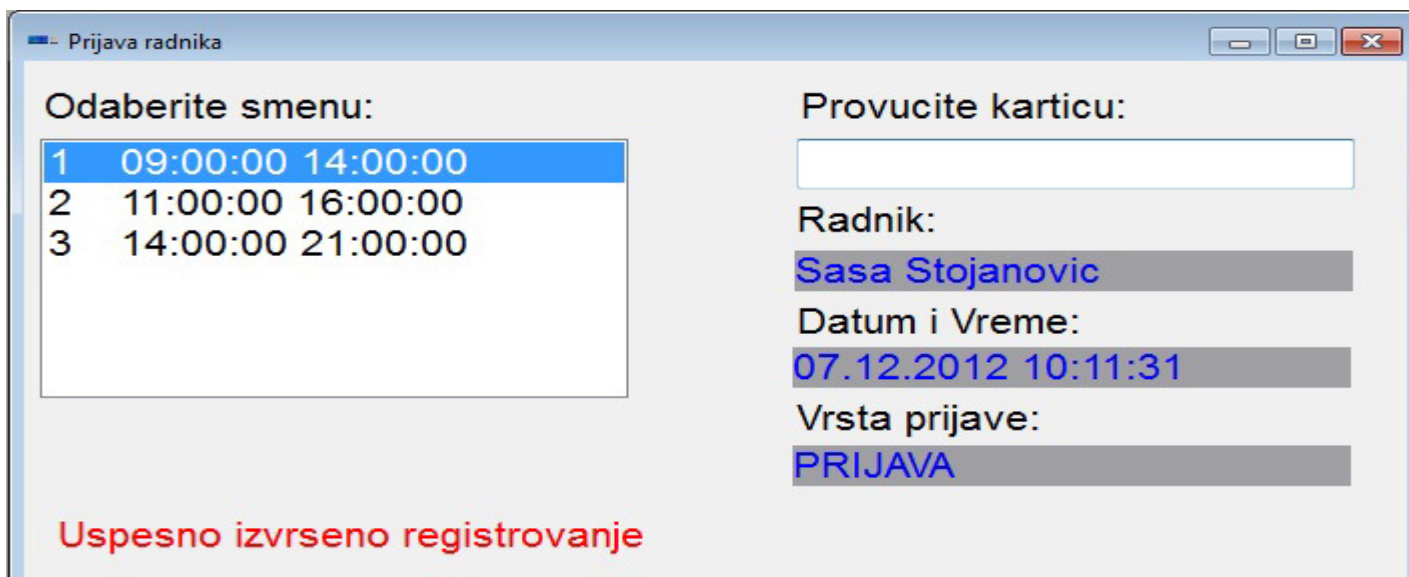 Prijava radnika
Odaberite smenu:
1 09:00:00 14:00:00
2 11:00:00 16:00:00
3 14:00:00 21:00:00
Provucite karticu:
Radnik:
Sasa Stojanovic
Datum i Vreme:
07.12.2012 10:11:31
Vrsta prijave:
PRIJAVA
Uspesno izvrseno registrovanje